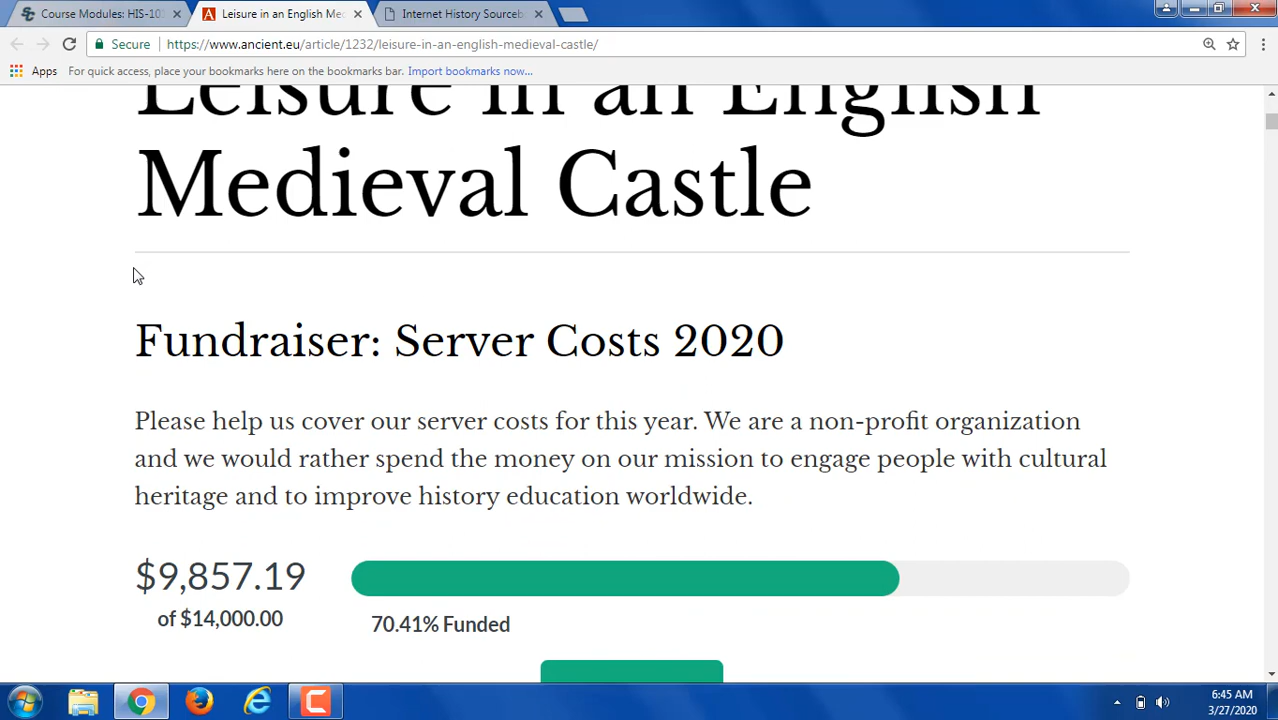 Course Modules: HIS-10
Leisure in an English Me
Internet History Sourceb
Secure
https://www.ancient.eu/article/1232/leisure-in-an-english-medieval-castle/
Apps
For quick access, place your bookmarks here on the bookmarks bar. Import bookmarks now...
Leisure in an English
Medieval Castle
Fundraiser: Server Costs 2020
Please help us cover our server costs for this year. We are a non-profit organization
and we would rather spend the money on our mission to engage people with cultural
heritage and to improve history education worldwide.
$9,857.19
of $14,000.00
70.41% Funded
6:45 AM
3/27/2020